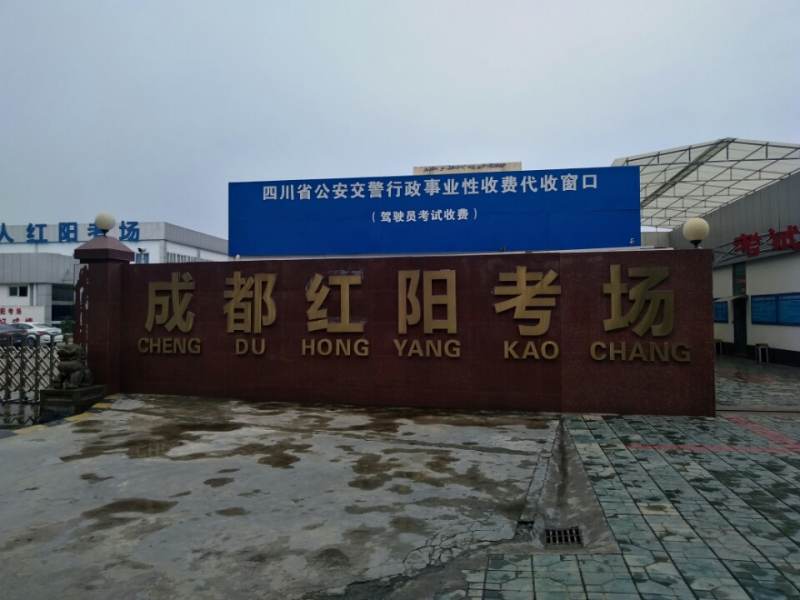 四川省公安交警行政事业性收费代收窗口
（驾驶员考试收费）
人红阳考场
成都红阳考场
CHENG DU HONG YANG KAO CHANG
考试